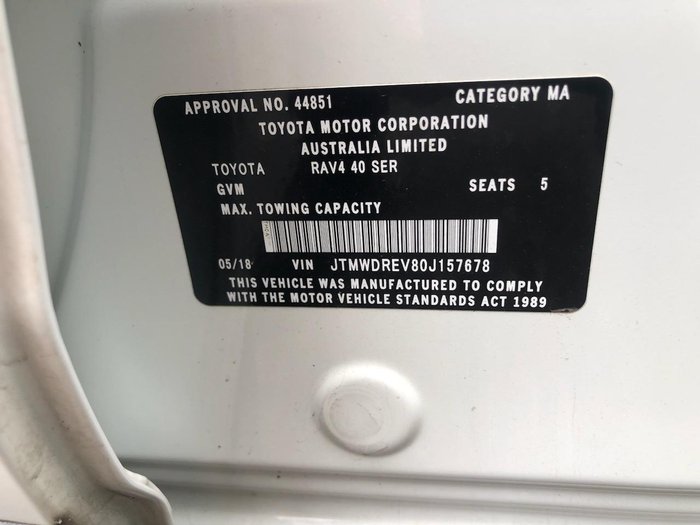 APPROVAL NO. 44851 CATEGORY MA
TOYOTA MOTOR CORPORATION
AUSTRALIA LIMITED
TOYOTA RAV4 40 SER
GVM SEATS 5
MAX. TOWING CAPACITY
05/18 VIN JTMWDREV80J157678
THIS VEHICLE WAS MANUFACTURED TO COMPLY
WITH THE MOTOR VEHICLE STANDARDS ACT 1989